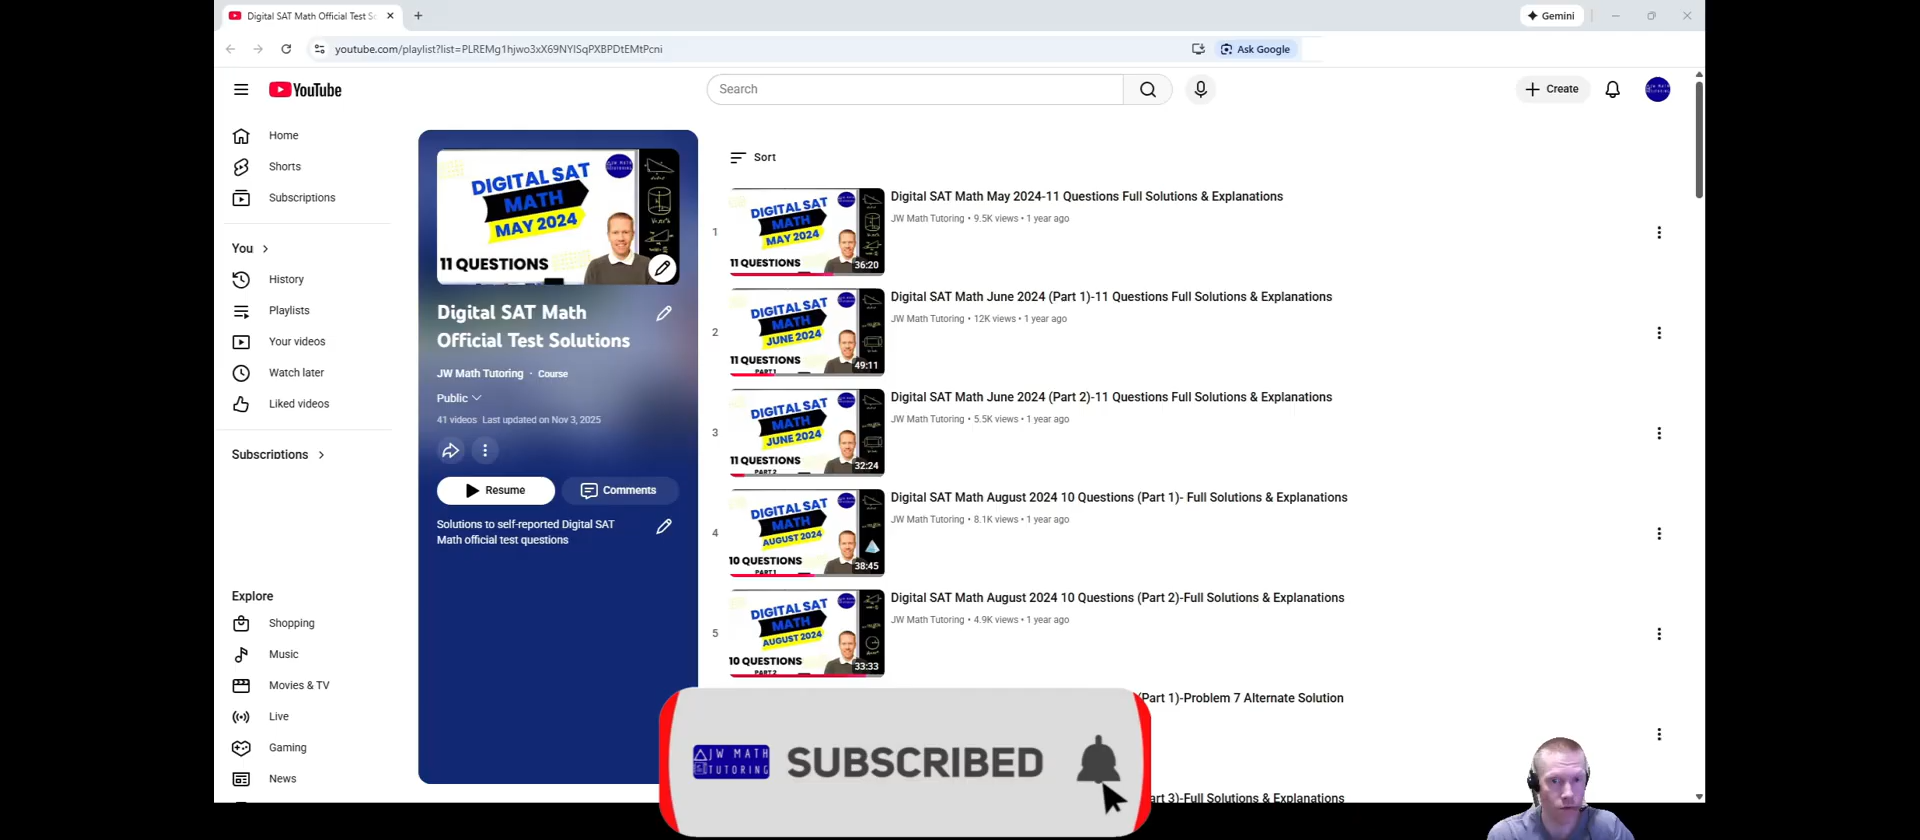 Digital SAT Math Official Test Sc
Gemini
youtube.com/playlist?list=PLREMg1hjwo3xX69NYlSqPXBPDtEMtPcni
Ask Google
YouTube
Search
Create
Home
Shorts
Subscriptions
You
History
Playlists
Your videos
Watch later
Liked videos
Subscriptions
Explore
Shopping
Music
Movies & TV
Live
Gaming
News
DIGITAL SAT
MATH
MAY 2024
11 QUESTIONS
Digital SAT Math
Official Test Solutions
JW Math Tutoring · Course
Public
41 videos Last updated on Nov 3, 2025
Resume
Comments
Solutions to self-reported Digital SAT
Math official test questions
Sort
1
DIGITAL SAT
MATH
MAY 2024
11 QUESTIONS
36:20
Digital SAT Math May 2024-11 Questions Full Solutions & Explanations
JW Math Tutoring • 9.5K views • 1 year ago
2
DIGITAL SAT
MATH
JUNE 2024
11 QUESTIONS
PART 1
49:11
Digital SAT Math June 2024 (Part 1)-11 Questions Full Solutions & Explanations
JW Math Tutoring • 12K views • 1 year ago
3
DIGITAL SAT
MATH
JUNE 2024
11 QUESTIONS
PART 2
32:24
Digital SAT Math June 2024 (Part 2)-11 Questions Full Solutions & Explanations
JW Math Tutoring • 5.5K views • 1 year ago
4
DIGITAL SAT
MATH
AUGUST 2024
10 QUESTIONS
PART 1
38:45
Digital SAT Math August 2024 10 Questions (Part 1)- Full Solutions & Explanations
JW Math Tutoring • 8.1K views • 1 year ago
5
DIGITAL SAT
MATH
AUGUST 2024
10 QUESTIONS
PART 2
33:33
Digital SAT Math August 2024 10 Questions (Part 2)-Full Solutions & Explanations
JW Math Tutoring • 4.9K views • 1 year ago
(Part 1)-Problem 7 Alternate Solution
art 3)-Full Solutions & Explanations
JW MATH
TUTORING
SUBSCRIBED